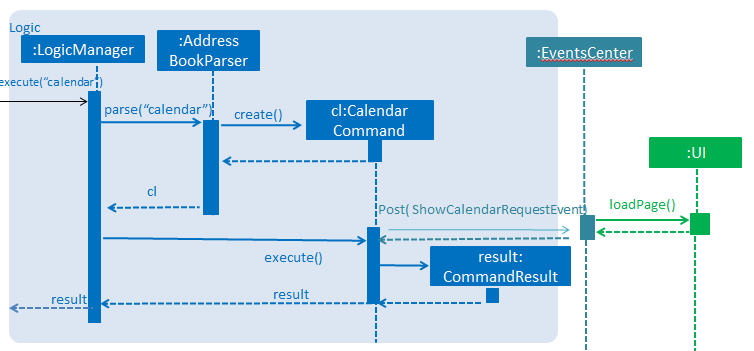 Logic
:LogicManager
:Address
BookParser
:EventsCenter
execute(“calendar”)
parse(“calendar”)
create()
cl:Calendar
Command
:UI
cl
Post( ShowCalendarRequestEvent)
loadPage()
execute()
result:
CommandResult
result
result